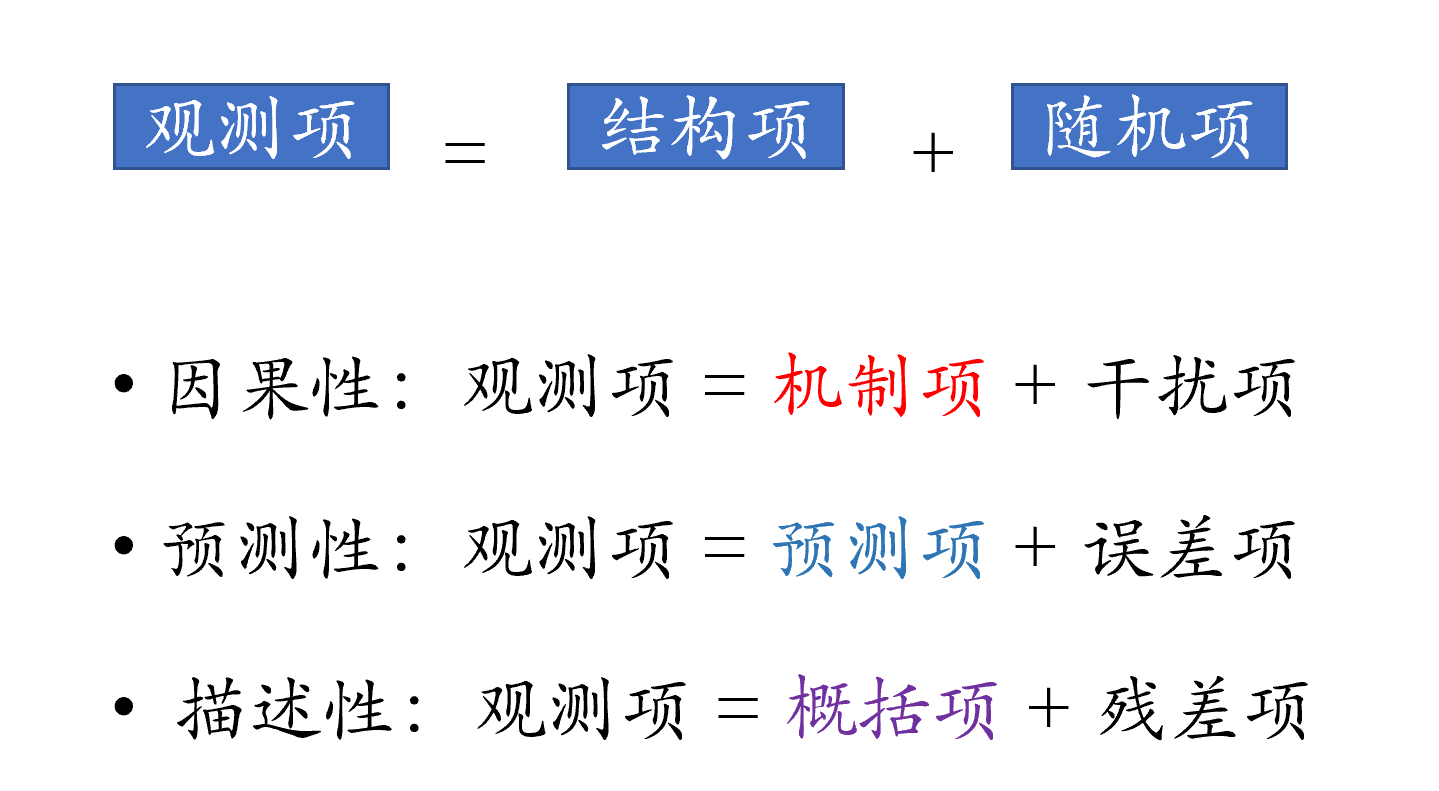 观测项 = 结构项 + 随机项
• 因果性： 观测项 = 机制项 + 干扰项
• 预测性： 观测项 = 预测项 + 误差项
• 描述性： 观测项 = 概括项 + 残差项